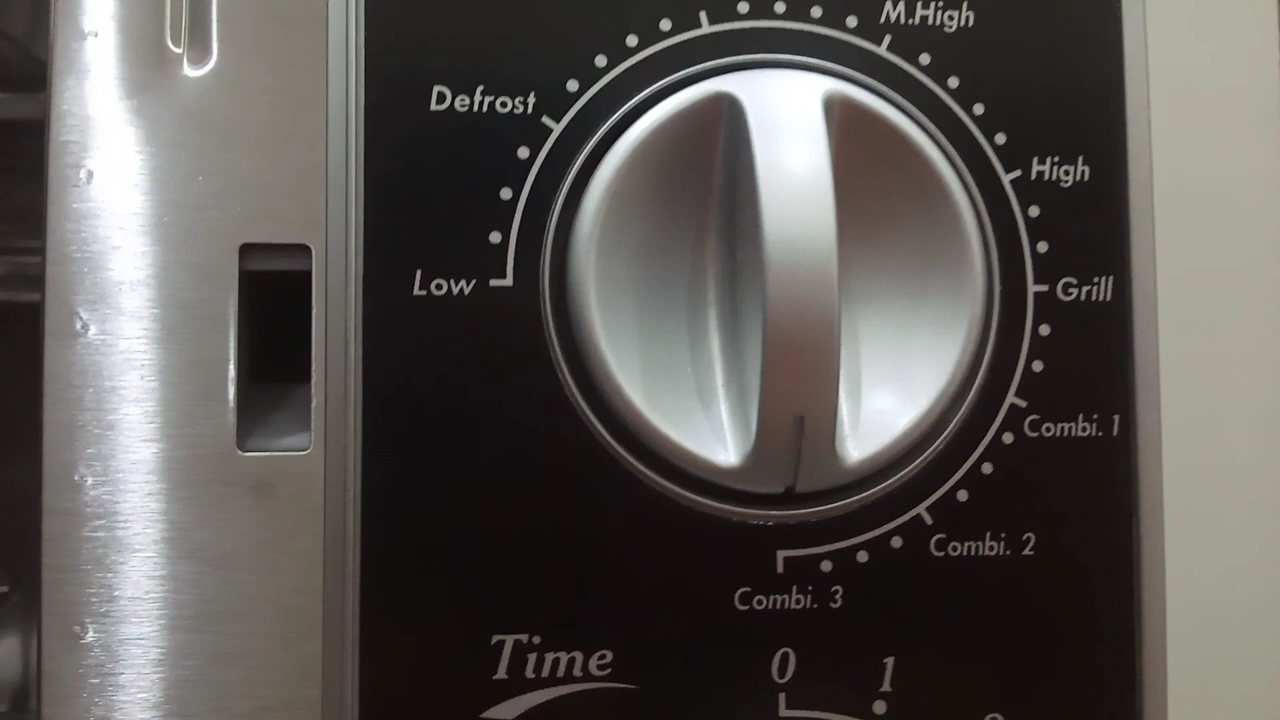 M.High
Defrost
High
Low
Grill
Combi. 1
Combi. 2
Combi. 3
Time
0
1